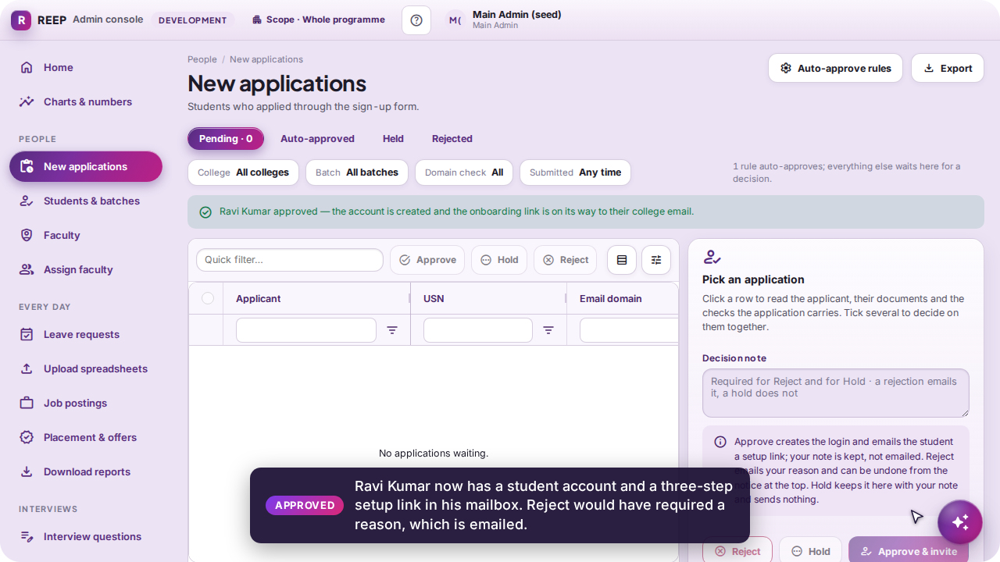 R REEP Admin console DEVELOPMENT Scope · Whole programme M( Main Admin (seed)
Main Admin
Home
Charts & numbers
PEOPLE
New applications
Students & batches
Faculty
Assign faculty
EVERY DAY
Leave requests
Upload spreadsheets
Job postings
Placement & offers
Download reports
INTERVIEWS
Interview questions
People / New applications
New applications
Students who applied through the sign-up form.
Auto-approve rules Export
Pending · 0 Auto-approved Held Rejected
College All colleges Batch All batches Domain check All Submitted Any time
1 rule auto-approves; everything else waits here for a
decision.
Ravi Kumar approved — the account is created and the onboarding link is on its way to their college email.
Quick filter... Approve Hold Reject
Applicant USN Email domain
No applications waiting.
Pick an application
Click a row to read the applicant, their documents and the
checks the application carries. Tick several to decide on
them together.
Decision note
Required for Reject and for Hold · a rejection emails
it, a hold does not
Approve creates the login and emails the student
a setup link; your note is kept, not emailed. Reject
emails your reason and can be undone from the
notice at the top. Hold keeps it here with your note
and sends nothing.
Reject Hold Approve & invite
APPROVED
Ravi Kumar now has a student account and a three-step
setup link in his mailbox. Reject would have required a
reason, which is emailed.